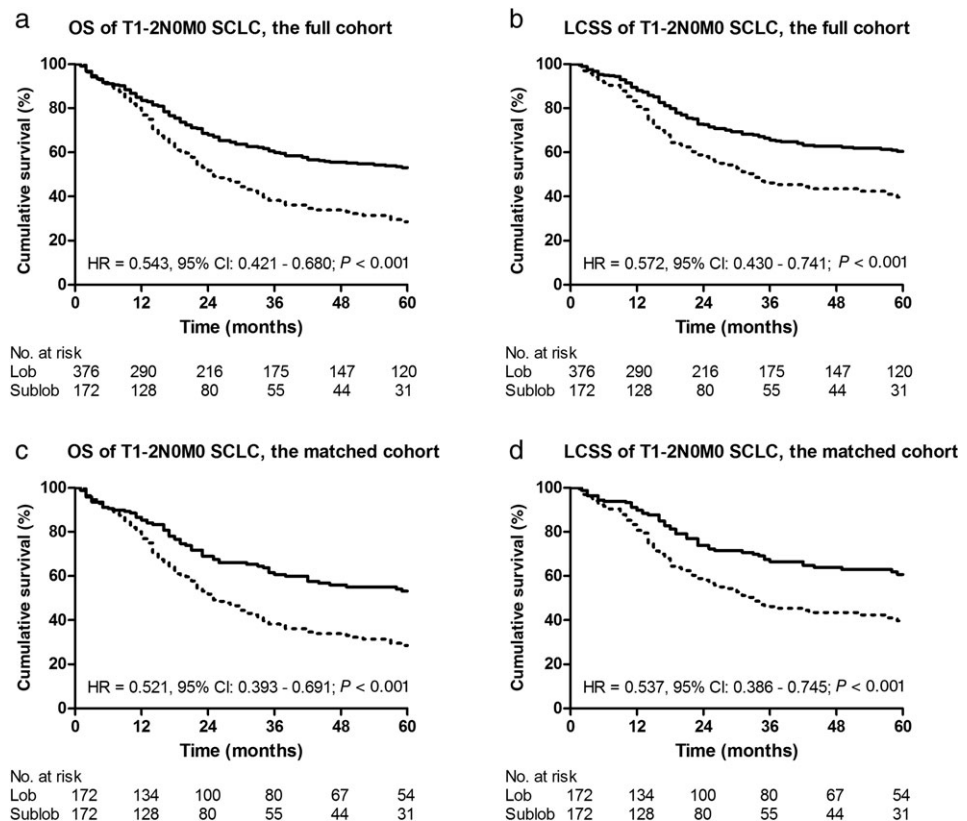 a
OS of T1-2N0M0 SCLC, the full cohort
Cumulative survival (%)
100
80
60
40
20
0
HR = 0.543, 95% CI: 0.421 - 0.680; P < 0.001
0 12 24 36 48 60
Time (months)
No. at risk
Lob 376 290 216 175 147 120
Sublob 172 128 80 55 44 31
b
LCSS of T1-2N0M0 SCLC, the full cohort
Cumulative survival (%)
100
80
60
40
20
0
HR = 0.572, 95% CI: 0.430 - 0.741; P < 0.001
0 12 24 36 48 60
Time (months)
No. at risk
Lob 376 290 216 175 147 120
Sublob 172 128 80 55 44 31
c
OS of T1-2N0M0 SCLC, the matched cohort
Cumulative survival (%)
100
80
60
40
20
0
HR = 0.521, 95% CI: 0.393 - 0.691; P < 0.001
0 12 24 36 48 60
Time (months)
No. at risk
Lob 172 134 100 80 67 54
Sublob 172 128 80 55 44 31
d
LCSS of T1-2N0M0 SCLC, the matched cohort
Cumulative survival (%)
100
80
60
40
20
0
HR = 0.537, 95% CI: 0.386 - 0.745; P < 0.001
0 12 24 36 48 60
Time (months)
No. at risk
Lob 172 134 100 80 67 54
Sublob 172 128 80 55 44 31